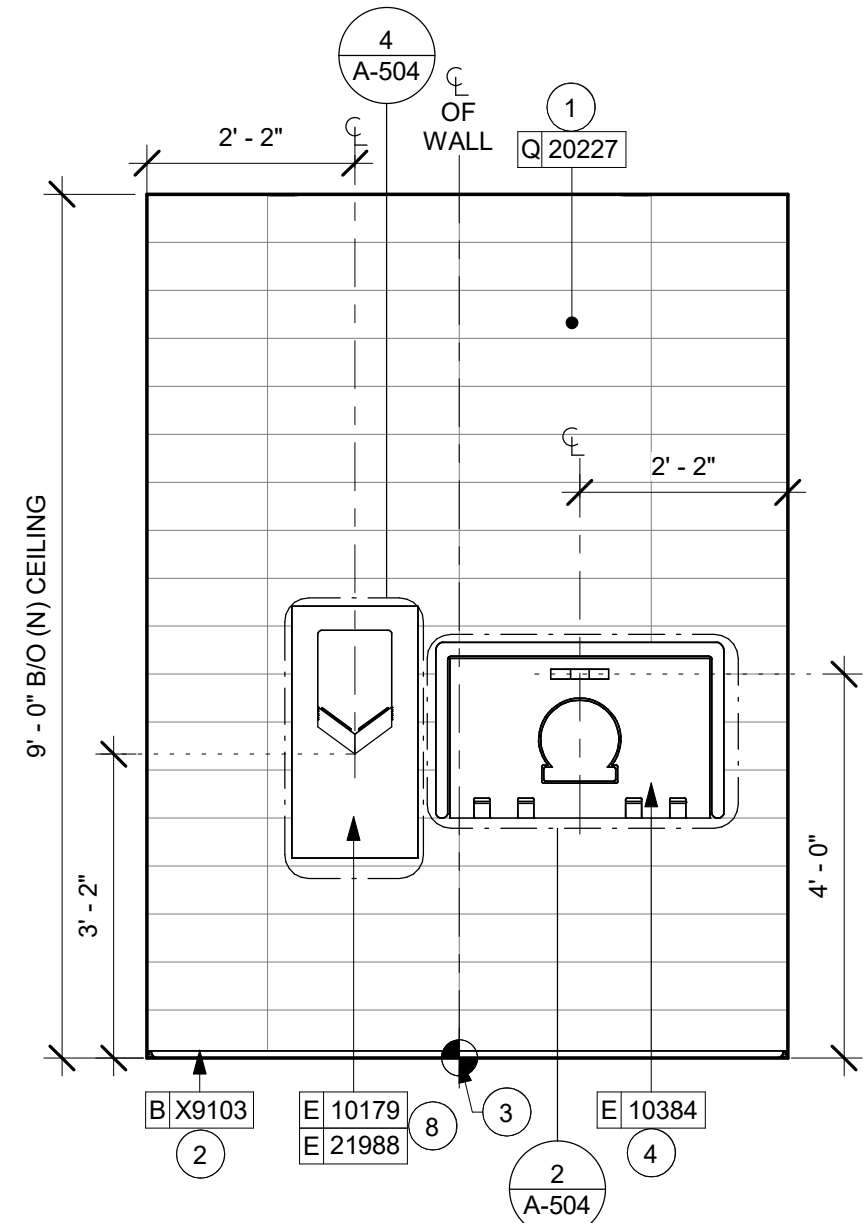 4
A-504
℄
OF
WALL
1
Q 20227
2' - 2"
℄
℄
2' - 2"
9' - 0" B/O (N) CEILING
3' - 2"
4' - 0"
B X9103
2
E 10179
E 21988
8
3
E 10384
4
2
A-504